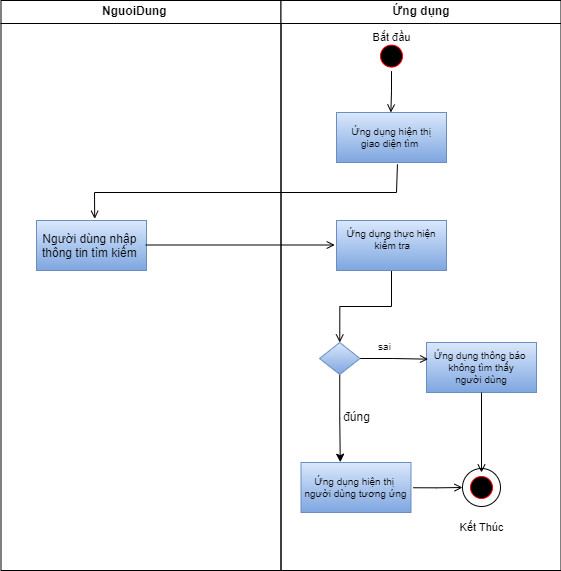 NguoiDung
Ứng dụng
Bắt đầu
Ứng dụng hiện thị
giao diện tìm
Người dùng nhập
thông tin tìm kiếm
Ứng dụng thực hiện
kiểm tra
sai
Ứng dụng thông báo
không tìm thấy
người dùng
đúng
Ứng dụng hiện thị
người dùng tương ứng
Kết Thúc